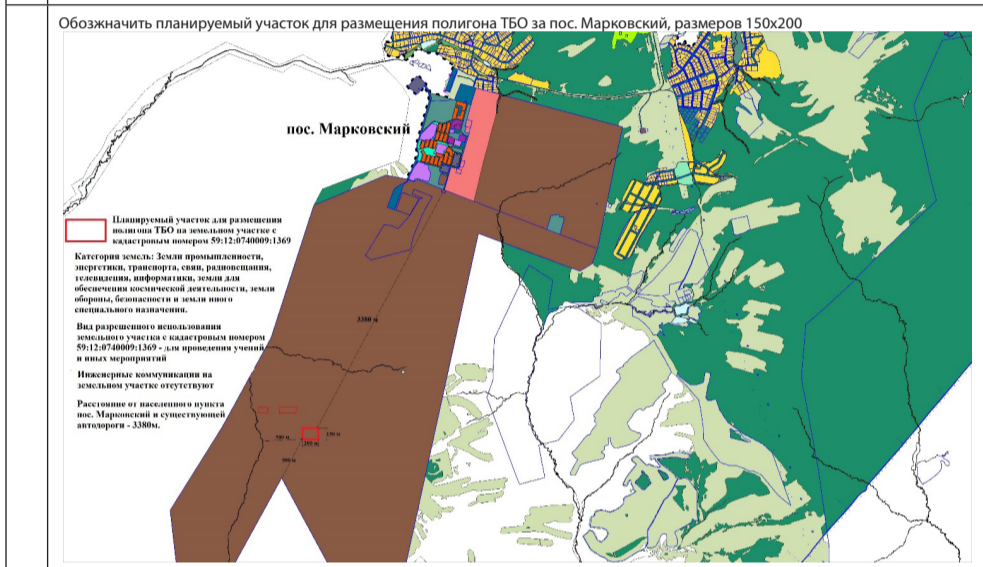 Обозжначить планируемый участок для размещения полигона ТБО за пос. Марковский, размеров 150х200
пос. Марковский
Планируемый участок для размещения
полигона ТБО на земельном участке с
кадастровым номером 59:12:0740009:1369
Категория земель: Земли промышленности,
энергетики, транспорта, связи, радиовещания,
телевидения, информатики, земли для
обеспечения космической деятельности, земли
обороны, безопасности и земли иного
специального назначения.
Вид разрешенного использования
земельного участка с кадастровым номером
59:12:0740009:1369 - для проведения учений
и иных мероприятий
Инженерные коммуникации на
земельном участке отсутствуют
Расстояние от населенного пункта
пос. Марковский и существующей
автодороги - 3380м.
3380 м
150 м
200 м